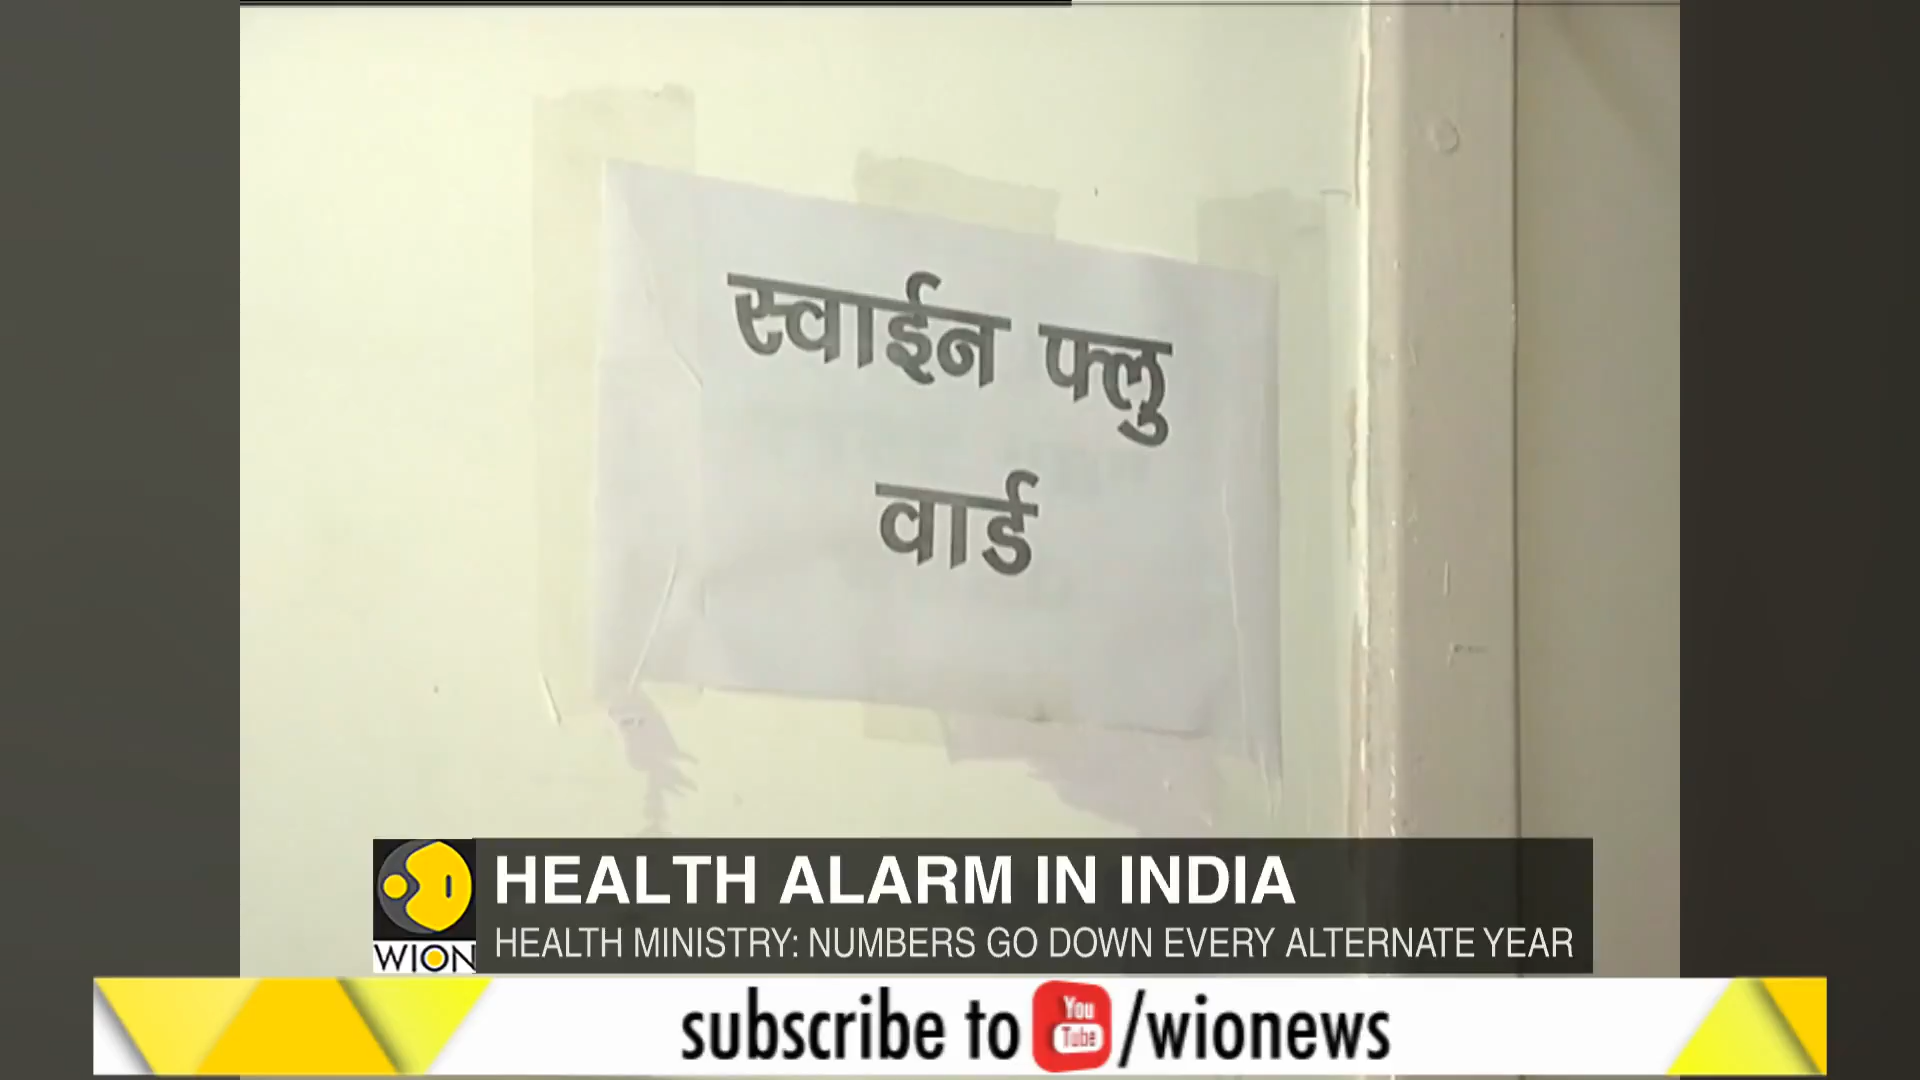 स्वाईन फ्लु
वार्ड
HEALTH ALARM IN INDIA
HEALTH MINISTRY: NUMBERS GO DOWN EVERY ALTERNATE YEAR
WION
subscribe to You Tube /wionews